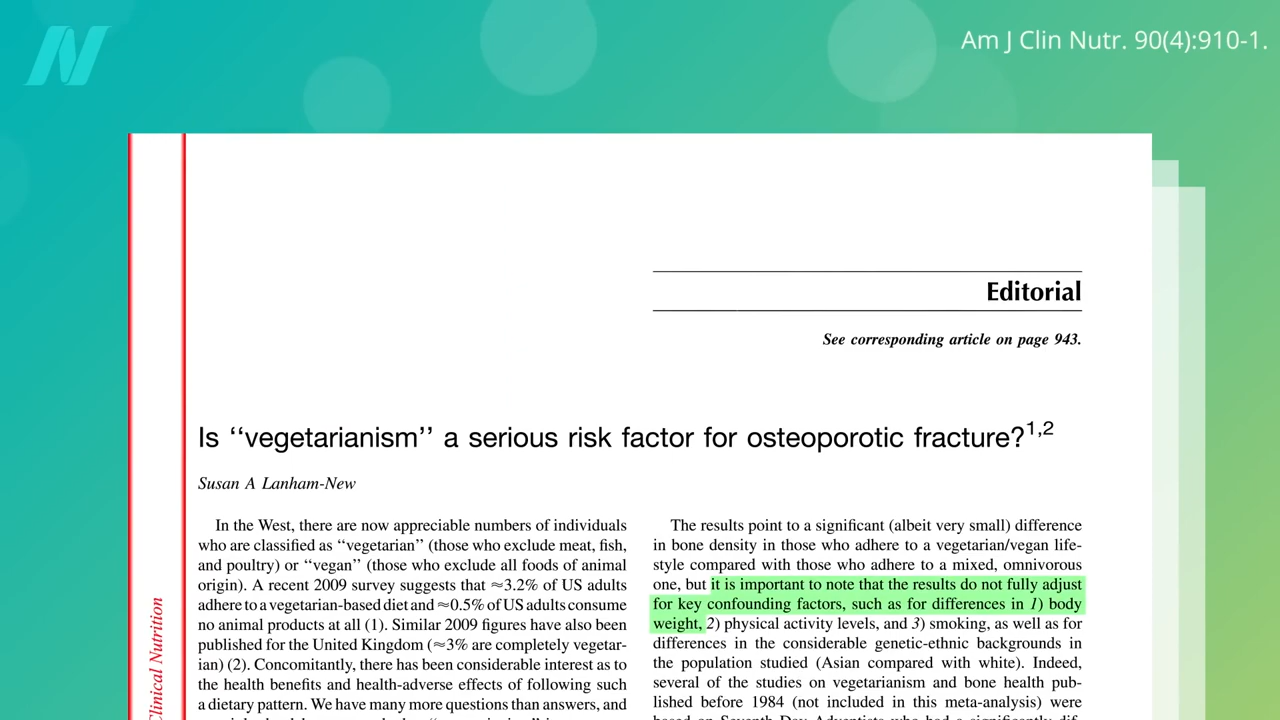 Am J Clin Nutr. 90(4):910-1.
Editorial
See corresponding article on page 943.
Is ‘‘vegetarianism’’ a serious risk factor for osteoporotic fracture?1,2
Susan A Lanham-New
In the West, there are now appreciable numbers of individuals
who are classified as ‘‘vegetarian’’ (those who exclude meat, fish,
and poultry) or ‘‘vegan’’ (those who exclude all foods of animal
origin). A recent 2009 survey suggests that ≈3.2% of US adults
adhere to a vegetarian-based diet and ≈0.5% of US adults consume
no animal products at all (1). Similar 2009 figures have also been
published for the United Kingdom (≈3% are completely vegetar-
ian) (2). Concomitantly, there has been considerable interest as to
the health benefits and health-adverse effects of following such
a dietary pattern. We have many more questions than answers, and
The results point to a significant (albeit very small) difference
in bone density in those who adhere to a vegetarian/vegan life-
style compared with those who adhere to a mixed, omnivorous
one, but it is important to note that the results do not fully adjust
for key confounding factors, such as for differences in 1) body
weight, 2) physical activity levels, and 3) smoking, as well as for
differences in the considerable genetic-ethnic backgrounds in
the population studied (Asian compared with white). Indeed,
several of the studies on vegetarianism and bone health pub-
lished before 1984 (not included in this meta-analysis) were
Clinical Nutrition